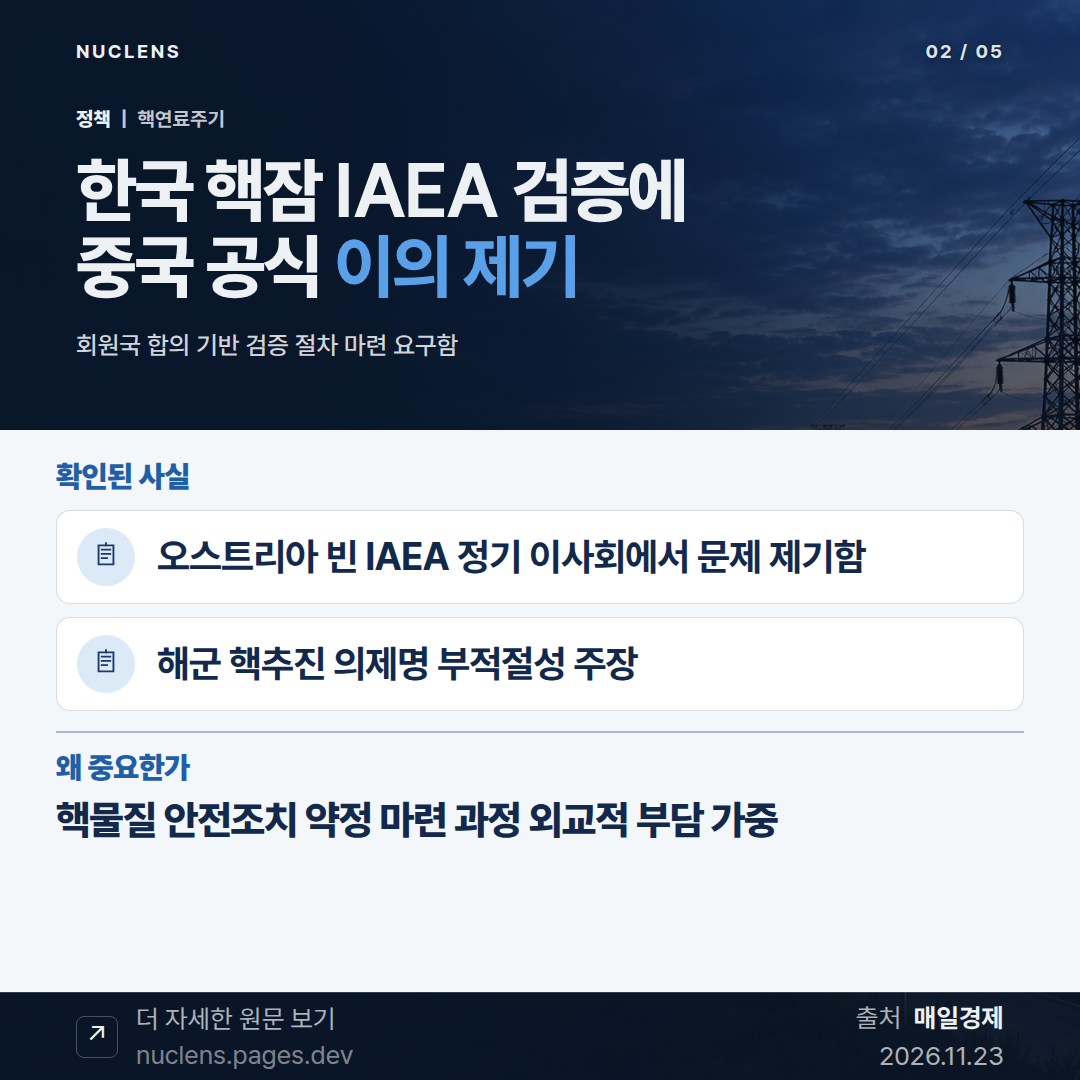 NUCLENS
02 / 05
정책 | 핵연료주기
한국 핵잠 IAEA 검증에
중국 공식 이의 제기
회원국 합의 기반 검증 절차 마련 요구함
확인된 사실
오스트리아 빈 IAEA 정기 이사회에서 문제 제기함
해군 핵추진 의제명 부적절성 주장
왜 중요한가
핵물질 안전조치 약정 마련 과정 외교적 부담 가중
더 자세한 원문 보기
nuclens.pages.dev
출처 매일경제
2026.11.23